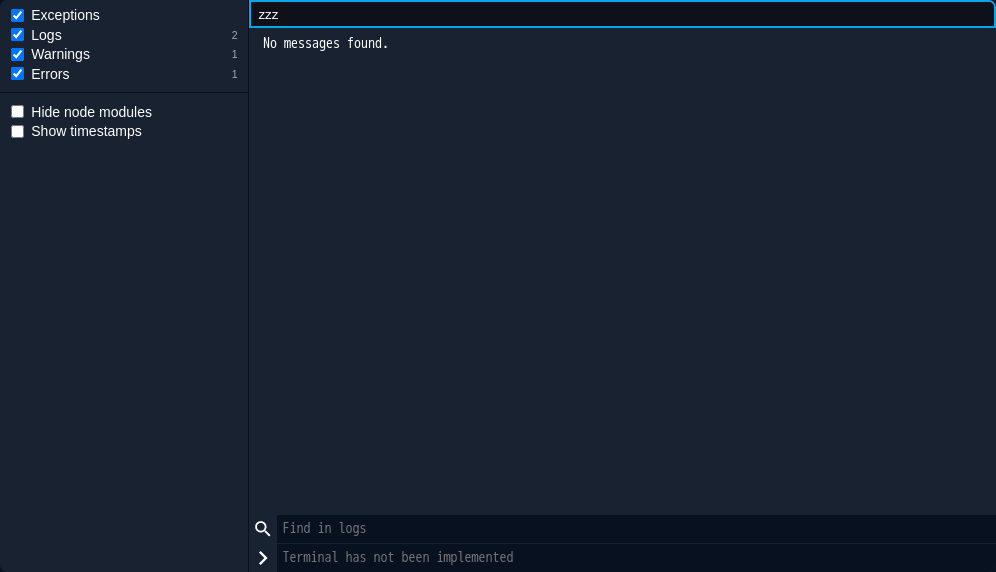 Exceptions
Logs 2
Warnings 1
Errors 1
Hide node modules
Show timestamps
zzz
No messages found.
Find in logs
Terminal has not been implemented